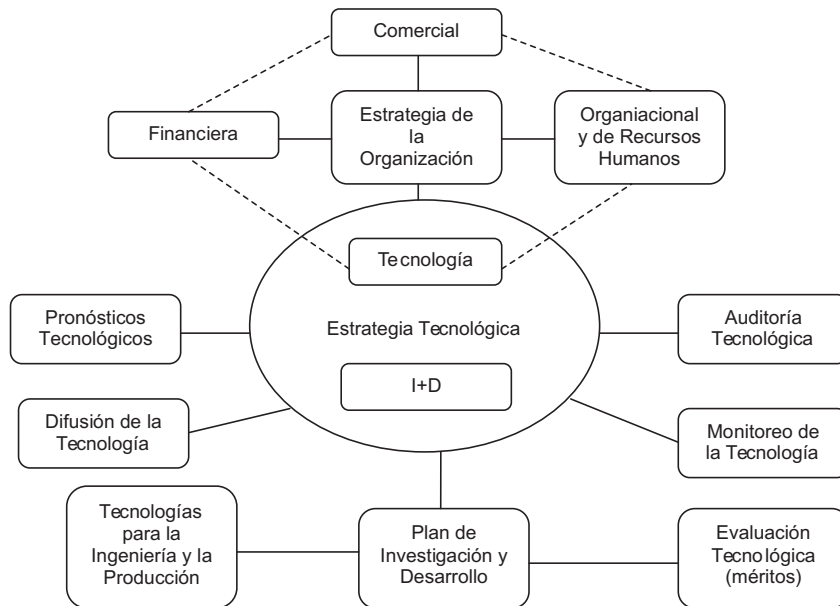 Comercial
Financiera
Estrategia de
la
Organización
Organiacional
y de Recursos
Humanos
Tecnología
Pronósticos
Tecnológicos
Estrategia Tecnológica
Auditoría
Tecnológica
I+D
Difusión de la
Tecnología
Monitoreo de
la Tecnología
Tecnologías
para la
Ingeniería y la
Producción
Plan de
Investigación y
Desarrollo
Evaluación
Tecnológica
(méritos)